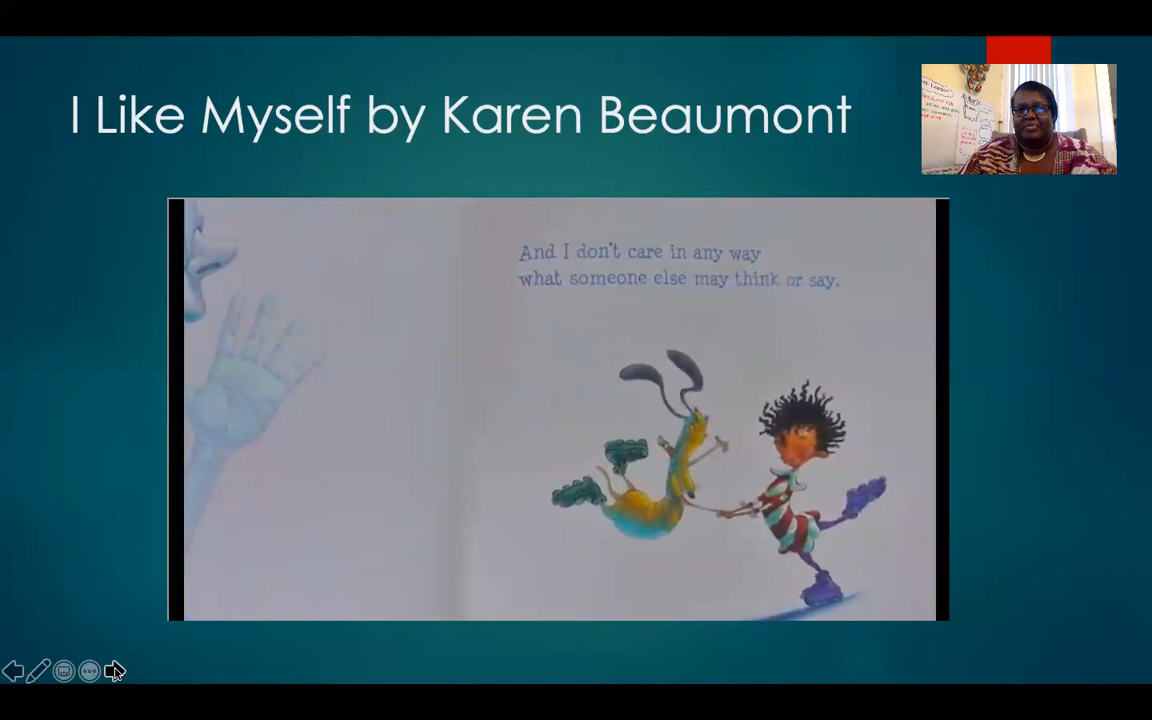 I Like Myself by Karen Beaumont
And I don't care in any way
what someone else may think or say.